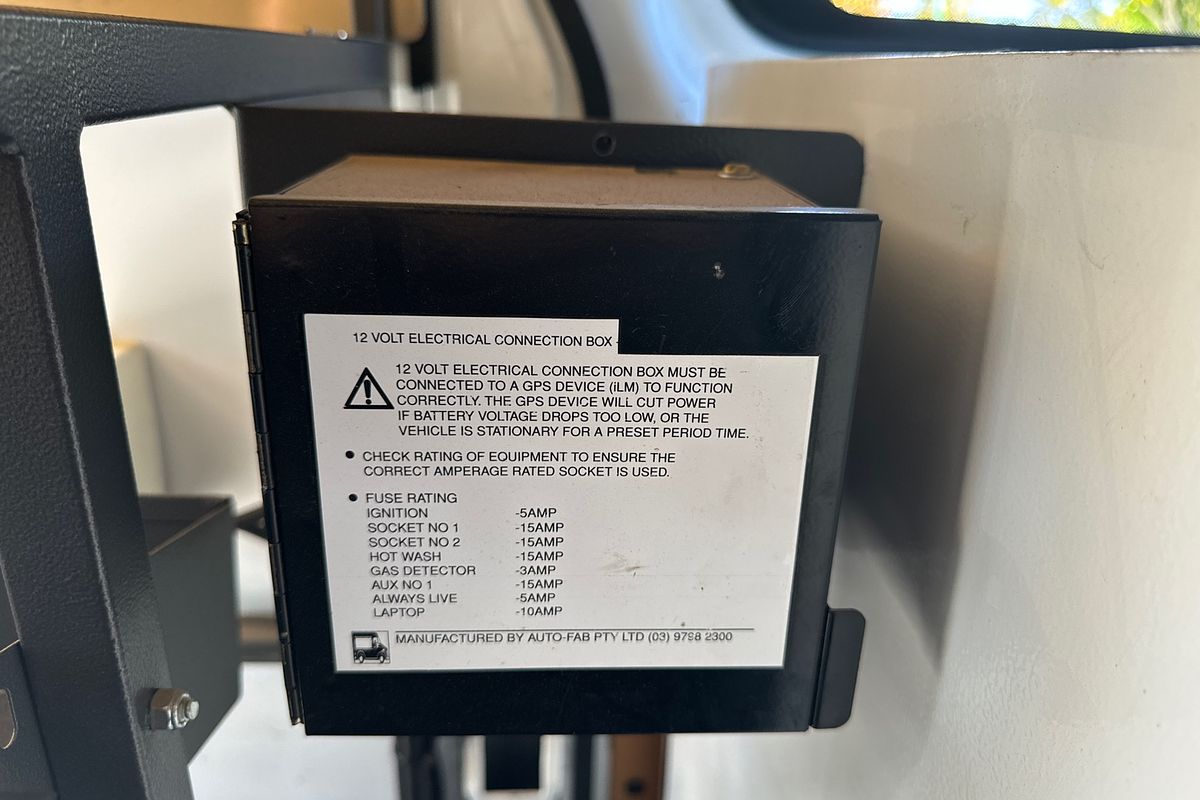 12 VOLT ELECTRICAL CONNECTION BOX -
12 VOLT ELECTRICAL CONNECTION BOX MUST BE
CONNECTED TO A GPS DEVICE (iLM) TO FUNCTION
CORRECTLY. THE GPS DEVICE WILL CUT POWER
IF BATTERY VOLTAGE DROPS TOO LOW, OR THE
VEHICLE IS STATIONARY FOR A PRESET PERIOD TIME.
• CHECK RATING OF EQUIPMENT TO ENSURE THE
CORRECT AMPERAGE RATED SOCKET IS USED.
• FUSE RATING
IGNITION -5AMP
SOCKET NO 1 -15AMP
SOCKET NO 2 -15AMP
HOT WASH -15AMP
GAS DETECTOR -3AMP
AUX NO 1 -15AMP
ALWAYS LIVE -5AMP
LAPTOP -10AMP
MANUFACTURED BY AUTO-FAB PTY LTD (03) 9798 2300